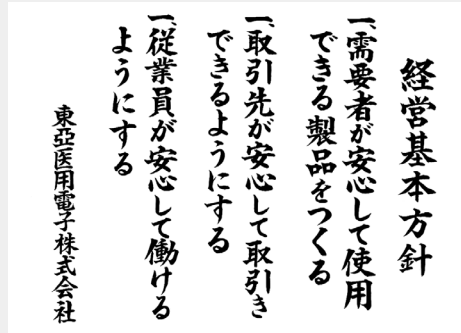 経営基本方針
一、需要者が安心して使用
できる製品をつくる
一、取引先が安心して取引き
できるようにする
一、従業員が安心して働ける
ようにする
東亞医用電子株式会社